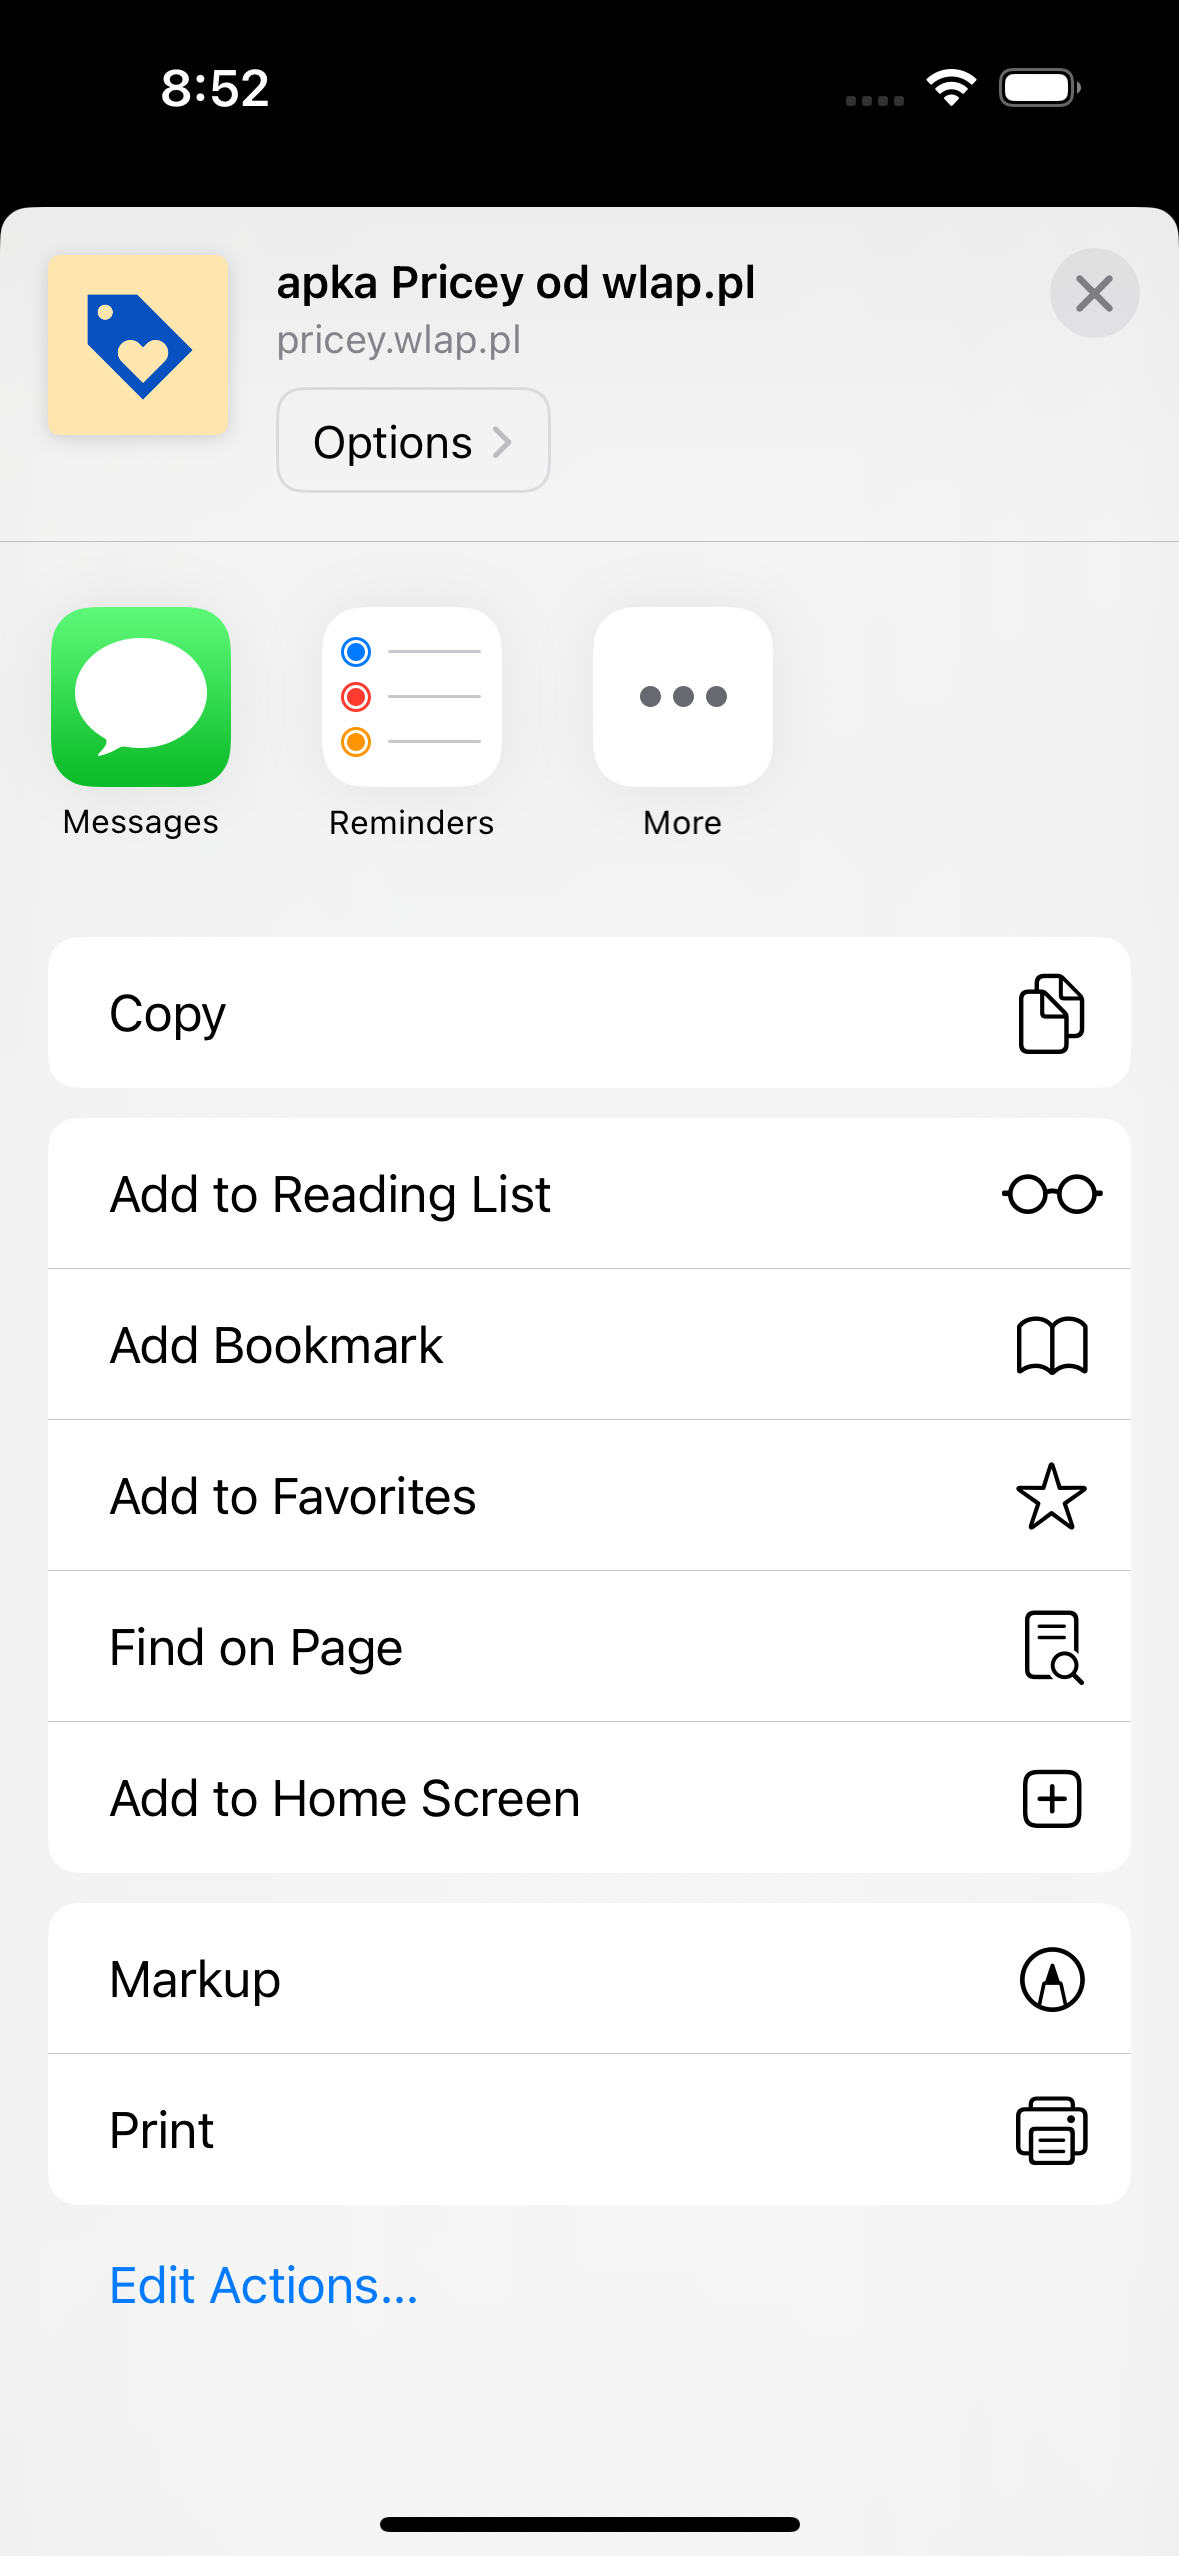 8:52
apka Pricey od wlap.pl
pricey.wlap.pl
Options
Messages
Reminders
More
Copy
Add to Reading List
Add Bookmark
Add to Favorites
Find on Page
Add to Home Screen
Markup
Print
Edit Actions...